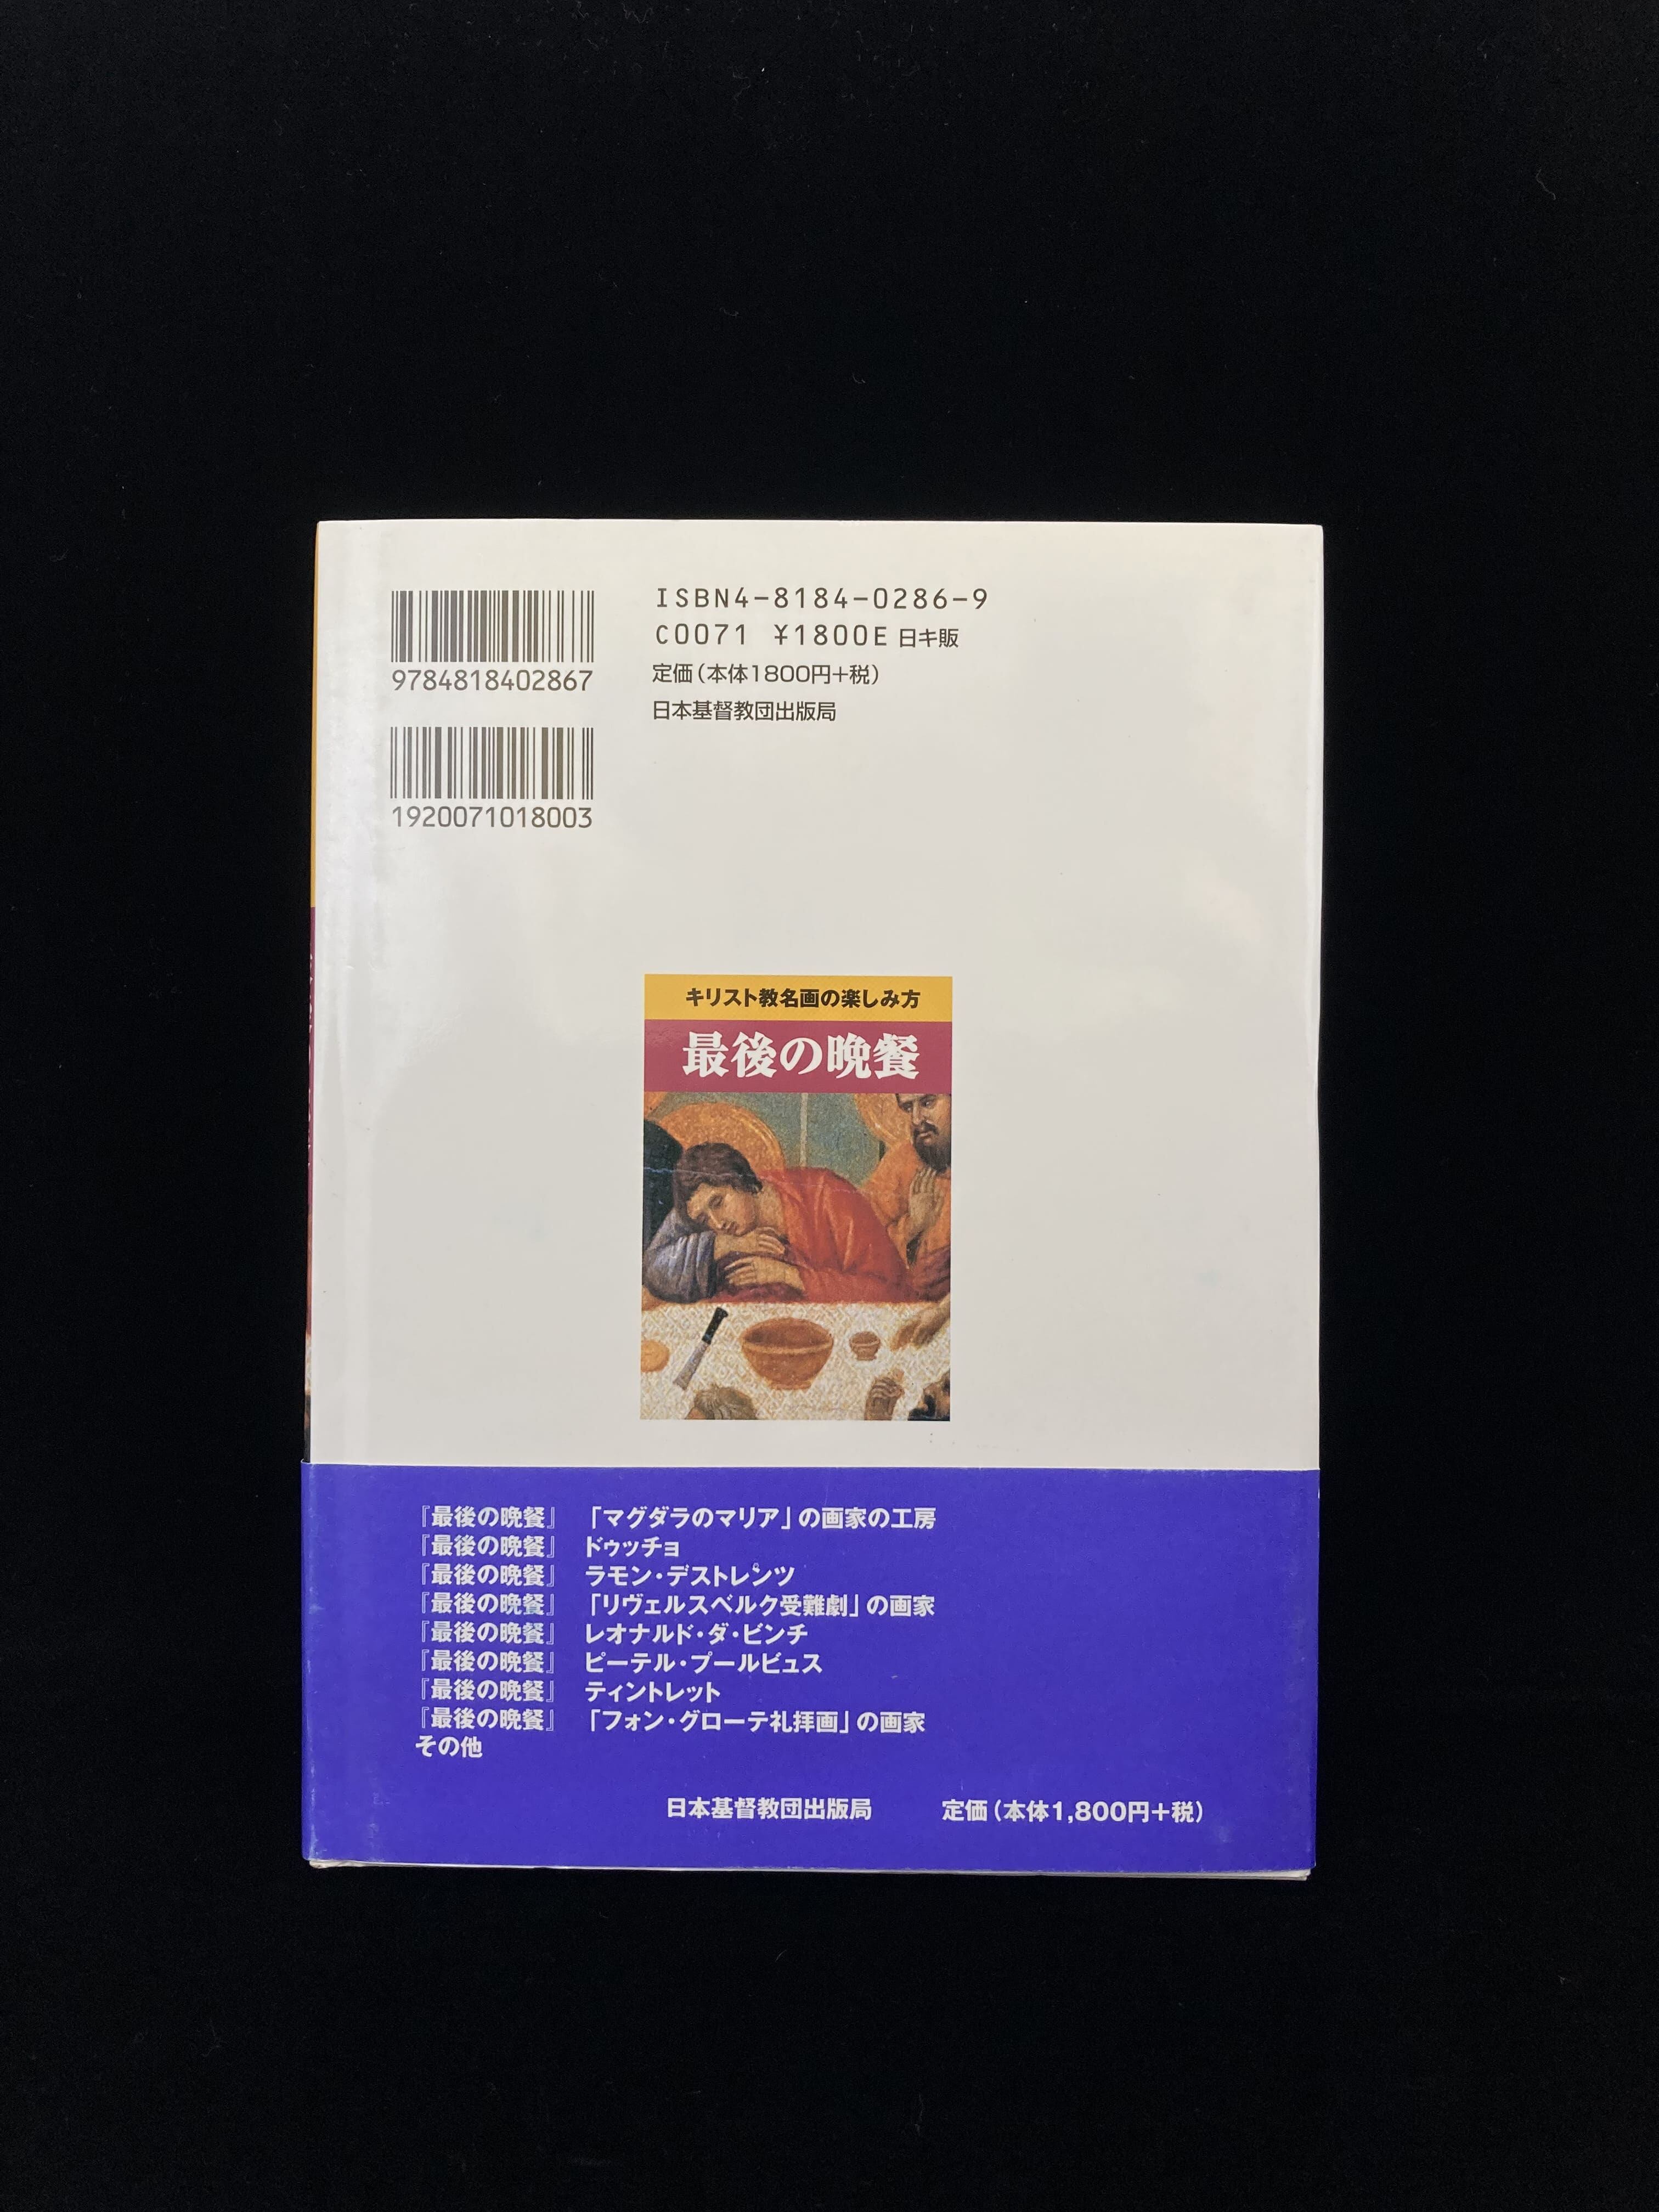 ISBN4-8184-0286-9
C0071 ¥1800E 日キ販
定価(本体1800円+税)
日本基督教団出版局
9784818402867
1920071018003
キリスト教名画の楽しみ方
最後の晩餐
『最後の晩餐』 「マグダラのマリア」の画家の工房
『最後の晩餐』 ドゥッチョ
『最後の晩餐』 ラモン・デストレンツ
『最後の晩餐』 「リヴェルスベルク受難劇」の画家
『最後の晩餐』 レオナルド・ダ・ビンチ
『最後の晩餐』 ピーテル・プールビュス
『最後の晩餐』 ティントレット
『最後の晩餐』 「フォン・グローテ礼拝画」の画家
その他
日本基督教団出版局 定価(本体1,800円+税)